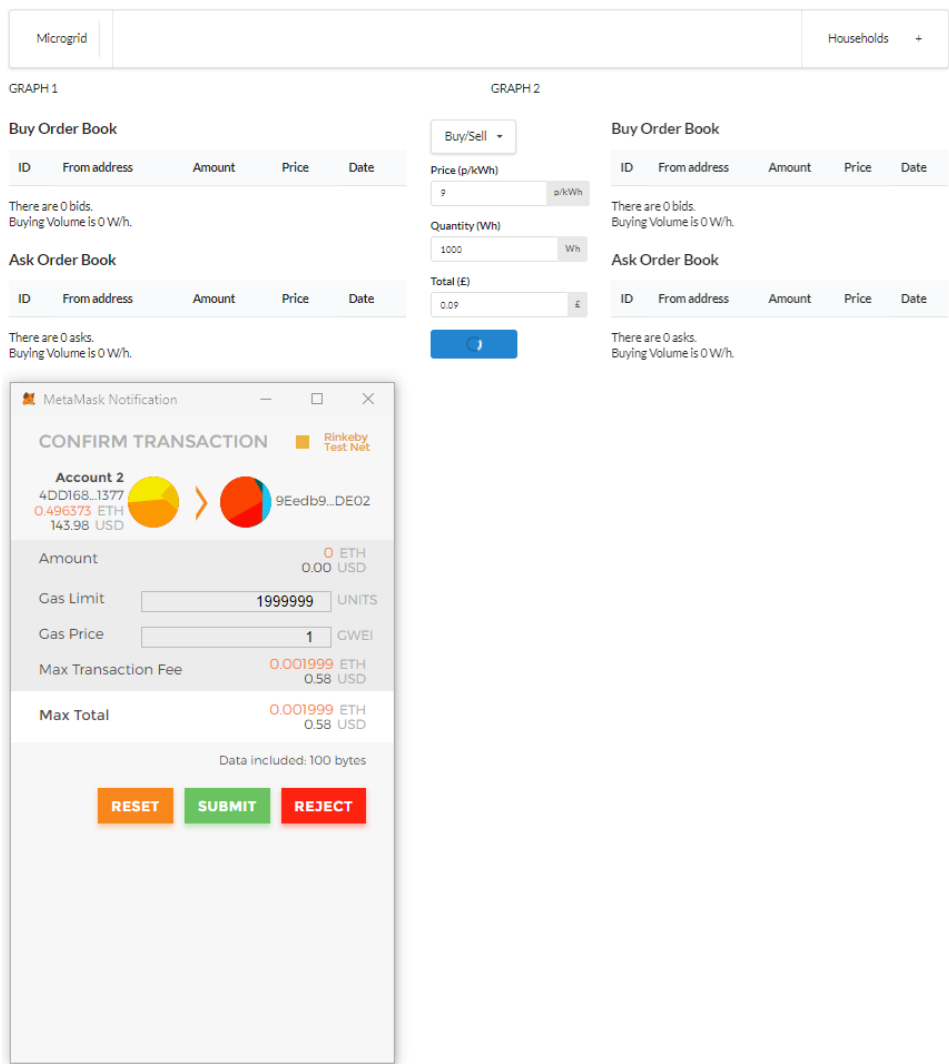 Microgrid
Households +
GRAPH 1
GRAPH 2
Buy Order Book
ID From address Amount Price Date
There are 0 bids.
Buying Volume is 0 W/h.
Ask Order Book
ID From address Amount Price Date
There are 0 asks.
Buying Volume is 0 W/h.
Buy/Sell
Price (p/kWh)
9 p/kWh
Quantity (Wh)
1000 Wh
Total (£)
0.09 £
Buy Order Book
ID From address Amount Price Date
There are 0 bids.
Buying Volume is 0 W/h.
Ask Order Book
ID From address Amount Price Date
There are 0 asks.
Buying Volume is 0 W/h.
MetaMask Notification
CONFIRM TRANSACTION
Rinkeby
Test Net
Account 2
4DD168...1377
0.496373 ETH
143.98 USD
9Eedb9...DE02
Amount 0 ETH
0.00 USD
Gas Limit 1999999 UNITS
Gas Price 1 GWEI
Max Transaction Fee 0.001999 ETH
0.58 USD
Max Total 0.001999 ETH
0.58 USD
Data included: 100 bytes
RESET SUBMIT REJECT